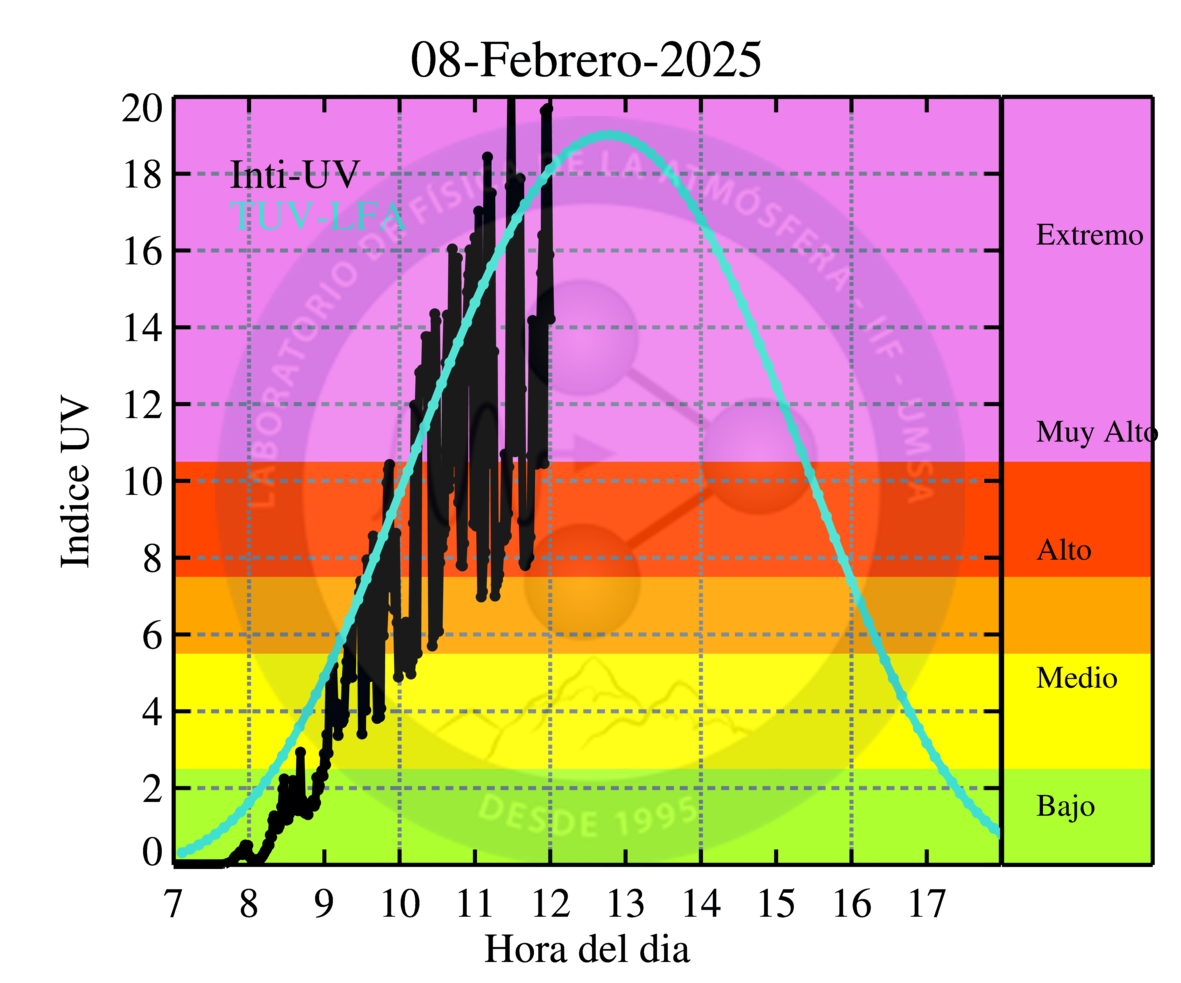 08-Febrero-2025
Inti-UV
TUV-LFA
Indice UV
20
18
16
14
12
10
8
6
4
2
0
7 8 9 10 11 12 13 14 15 16 17
Hora del dia
Extremo
Muy Alto
Alto
Medio
Bajo
LABORATORIO DE FÍSICA DE LA ATMÓSFERA - IIF - UMSA
DESDE 1995